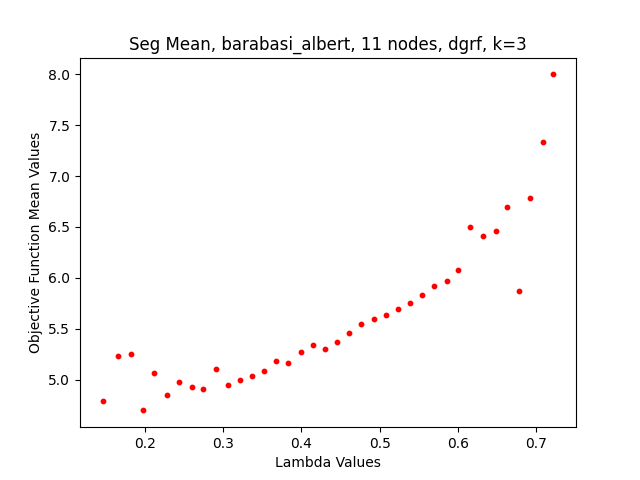 Seg Mean, barabasi_albert, 11 nodes, dgrf, k=3
8.0
7.5
7.0
6.5
6.0
5.5
5.0
Objective Function Mean Values
0.2 0.3 0.4 0.5 0.6 0.7
Lambda Values